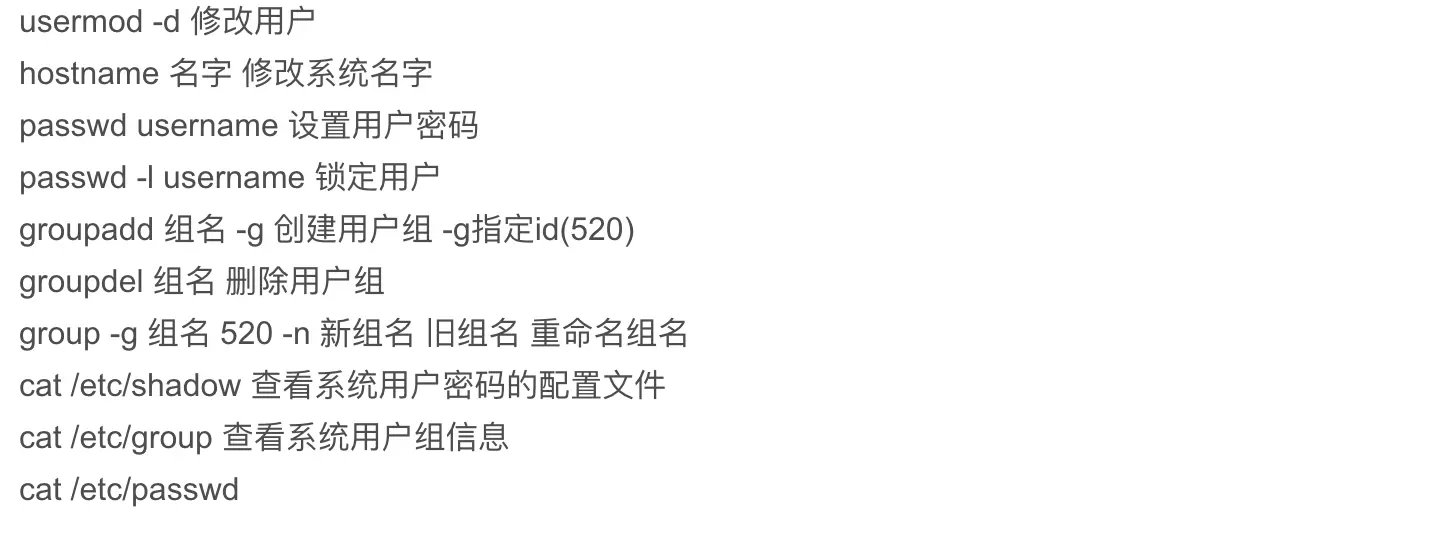 usermod -d 修改用户
hostname 名字 修改系统名字
passwd username 设置用户密码
passwd -l username 锁定用户
groupadd 组名 -g 创建用户组 -g指定id(520)
groupdel 组名 删除用户组
group -g 组名 520 -n 新组名 旧组名 重命名组名
cat /etc/shadow 查看系统用户密码的配置文件
cat /etc/group 查看系统用户组信息
cat /etc/passwd